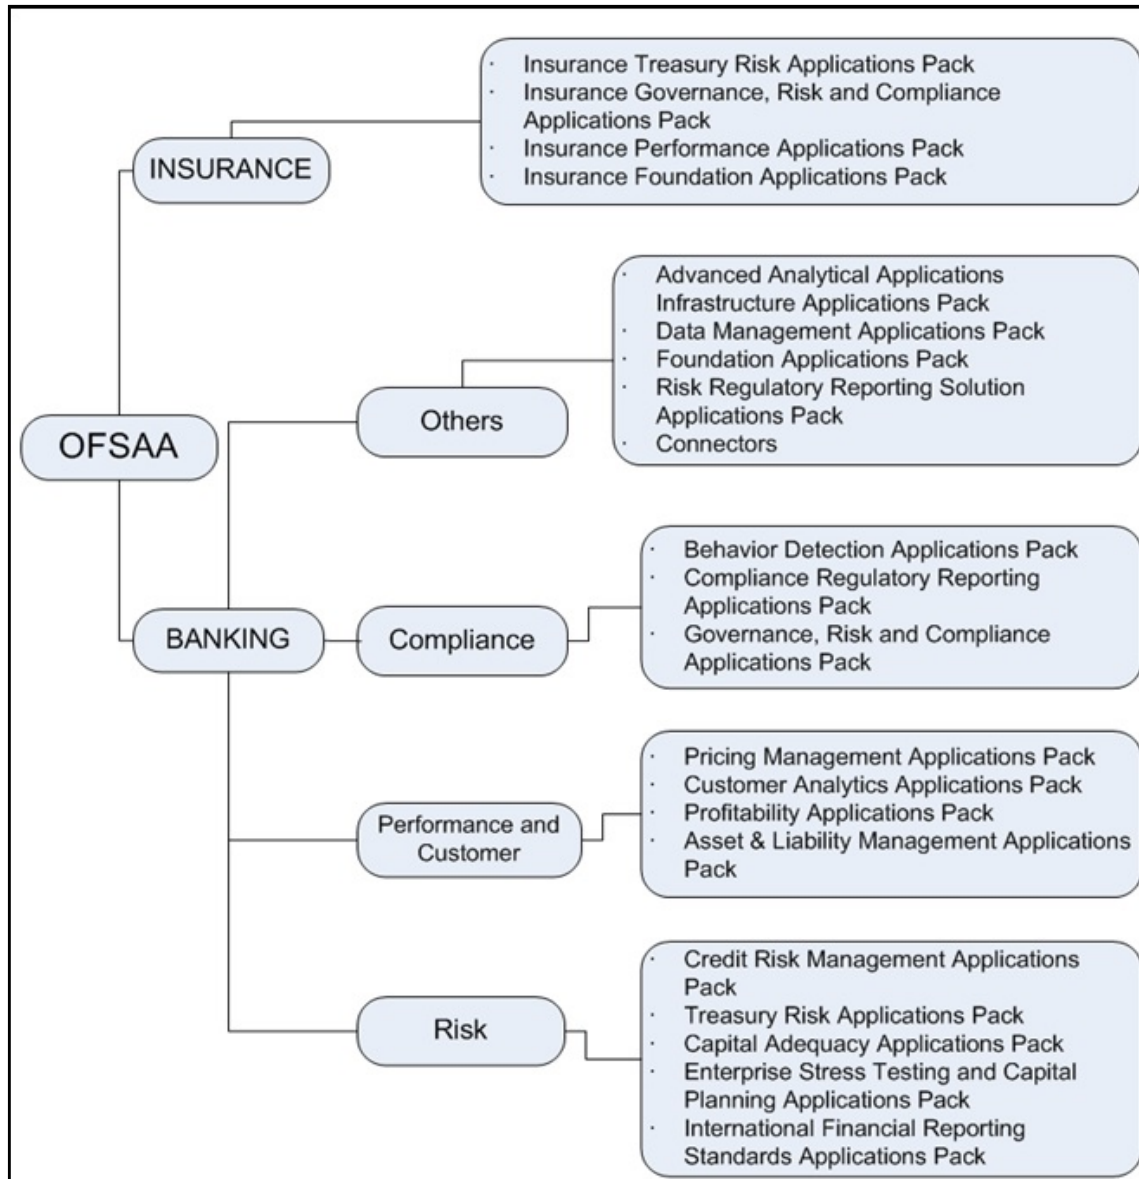 · Insurance Treasury Risk Applications Pack
· Insurance Governance, Risk and Compliance
Applications Pack
· Insurance Performance Applications Pack
· Insurance Foundation Applications Pack
INSURANCE
· Advanced Analytical Applications
Infrastructure Applications Pack
· Data Management Applications Pack
· Foundation Applications Pack
· Risk Regulatory Reporting Solution
Applications Pack
· Connectors
Others
OFSAA
· Behavior Detection Applications Pack
· Compliance Regulatory Reporting
Applications Pack
· Governance, Risk and Compliance
Applications Pack
BANKING
Compliance
· Pricing Management Applications Pack
· Customer Analytics Applications Pack
· Profitability Applications Pack
· Asset & Liability Management Applications
Pack
Performance and
Customer
· Credit Risk Management Applications
Pack
· Treasury Risk Applications Pack
· Capital Adequacy Applications Pack
· Enterprise Stress Testing and Capital
Planning Applications Pack
· International Financial Reporting
Standards Applications Pack
Risk